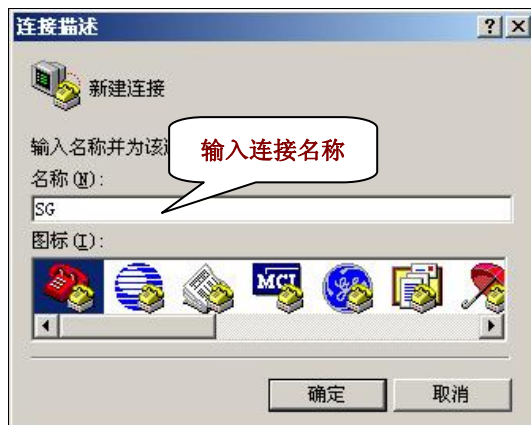 连接描述
新建连接
输入名称并为该
输入连接名称
名称(N):
SG
图标(I):
MCI
确定
取消